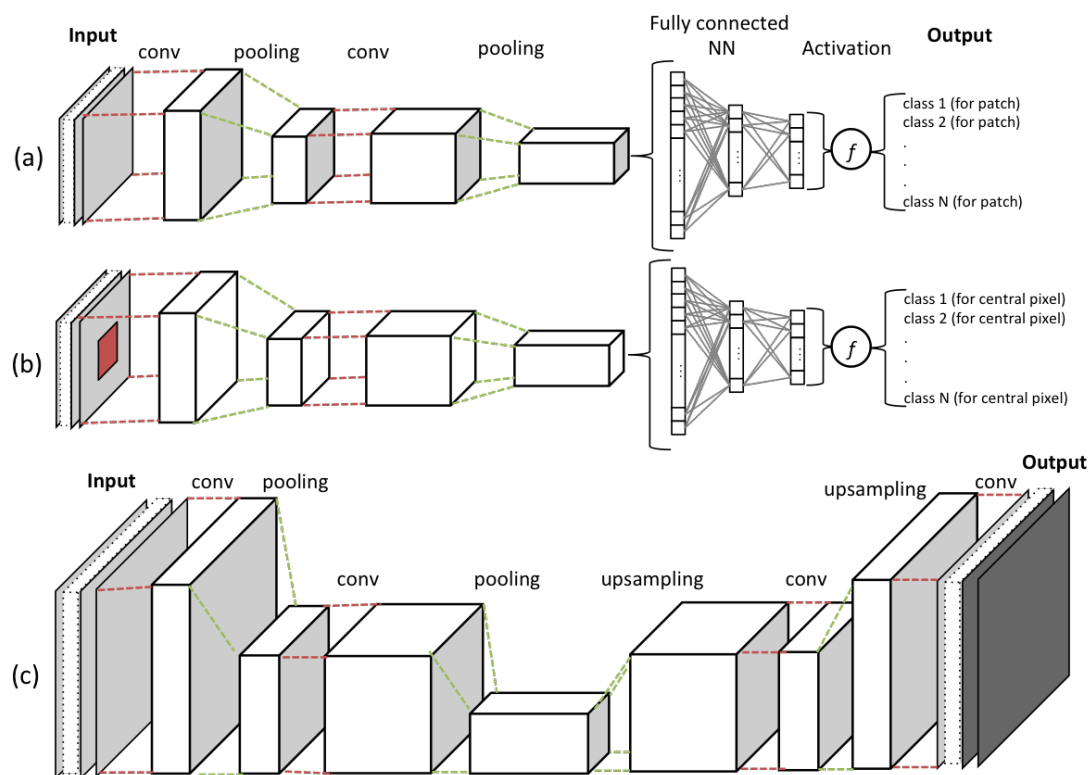 Input
conv
pooling
conv
pooling
Fully connected
NN
Activation
Output
(a)
class 1 (for patch)
class 2 (for patch)
.
.
.
class N (for patch)
...
...
...
f
(b)
class 1 (for central pixel)
class 2 (for central pixel)
.
.
.
class N (for central pixel)
...
...
...
f
Input
conv
pooling
conv
pooling
upsampling
conv
upsampling
conv
Output
(c)